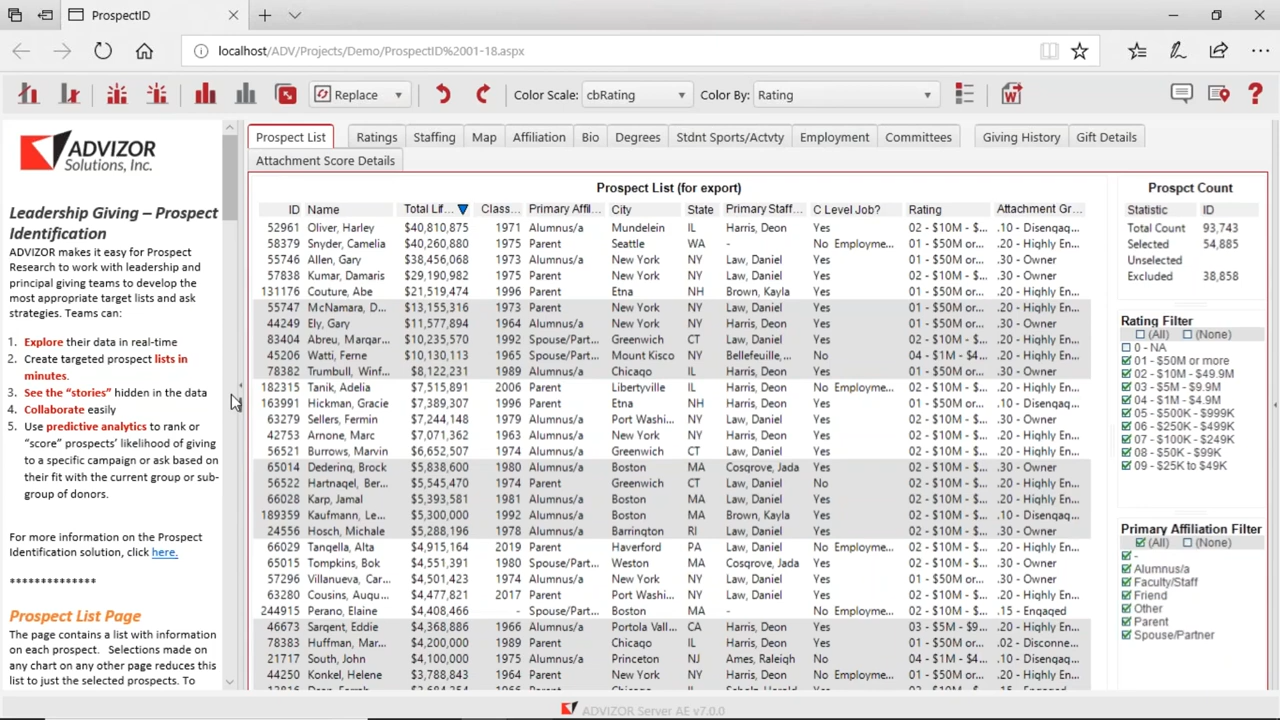 ProspectID
localhost/ADV/Projects/Demo/ProspectID%2001-18.aspx
Replace
Color Scale: cbRating
Color By: Rating
ADVIZOR
Solutions, Inc.
Leadership Giving – Prospect
Identification
ADVIZOR makes it easy for Prospect
Research to work with leadership and
principal giving teams to develop the
most appropriate target lists and ask
strategies. Teams can:
1. Explore their data in real-time
2. Create targeted prospect lists in
minutes.
3. See the “stories” hidden in the data
4. Collaborate easily
5. Use predictive analytics to rank or
“score” prospects’ likelihood of giving
to a specific campaign or ask based on
their fit with the current group or sub-
group of donors.
For more information on the Prospect
Identification solution, click here.
**************
Prospect List Page
The page contains a list with information
on each prospect. Selections made on
any chart on any other page reduces this
list to just the selected prospects. To
Prospect List Ratings Staffing Map Affiliation Bio Degrees Stdnt Sports/Actvty Employment Committees Giving History Gift Details
Attachment Score Details
Prospect List (for export)
ID Name Total Lif... Class... Primary Affil... City State Primary Staff... C Level Job? Rating Attachment Gr...
52961 Oliver, Harley $40,810,875 1971 Alumnus/a Mundelein IL Harris, Deon Yes 02 - $10M - $... .10 - Disengag...
58379 Snyder, Camelia $40,260,880 1975 Parent Seattle WA - No Employme... 02 - $10M - $... .20 - Highly En...
55746 Allen, Gary $38,456,068 1973 Alumnus/a New York NY Law, Daniel Yes 01 - $50M or... .30 - Owner
57838 Kumar, Damaris $29,190,982 1975 Parent New York NY Law, Daniel Yes 01 - $50M or... .20 - Highly En...
131176 Couture, Abe $21,519,474 1996 Parent Etna NH Brown, Kayla Yes 01 - $50M or... .20 - Highly En...
55747 McNamara, D... $13,155,316 1973 Parent New York NY Law, Daniel Yes 01 - $50M or... .20 - Highly En...
44249 Ely, Gary $11,577,894 1964 Alumnus/a New York NY Harris, Deon Yes 01 - $50M or... .30 - Owner
83404 Abreu, Margar... $10,235,570 1992 Spouse/Part... Greenwich CT Law, Daniel Yes 02 - $10M - $... .20 - Highly En...
45206 Watti, Ferne $10,130,113 1965 Spouse/Part... Mount Kisco NY Bellefeuille,... No 04 - $1M - $4... .20 - Highly En...
78382 Trumbull, Winf... $8,122,231 1989 Alumnus/a Chicago IL Harris, Deon Yes 01 - $50M or... .30 - Owner
182315 Tanik, Adelia $7,515,891 2006 Parent Libertyville IL Harris, Deon No Employme... 02 - $10M - $... .20 - Highly En...
163991 Hickman, Gracie $7,389,307 1996 Parent Etna NH Harris, Deon Yes 01 - $50M or... .10 - Disengag...
63279 Sellers, Fermin $7,244,148 1979 Alumnus/a Port Washi... NY Law, Daniel Yes 01 - $50M or... .30 - Owner
42753 Arnone, Marc $7,071,362 1963 Alumnus/a New York NY Harris, Deon Yes 02 - $10M - $... .20 - Highly En...
56521 Burrows, Marvin $6,652,507 1974 Alumnus/a Greenwich CT Law, Daniel Yes 02 - $10M - $... .20 - Highly En...
65014 Dedering, Brock $5,838,600 1980 Alumnus/a Boston MA Cosgrove, Jada Yes 02 - $10M - $... .30 - Owner
56522 Hartnagel, Ber... $5,545,470 1974 Parent Greenwich CT Law, Daniel No 02 - $10M - $... .20 - Highly En...
66028 Karp, Jamal $5,393,581 1981 Alumnus/a Boston MA Law, Daniel Yes 02 - $10M - $... .20 - Highly En...
189359 Kaufmann, Le... $5,300,000 1992 Alumnus/a Boston MA Brown, Kayla Yes 02 - $10M - $... .10 - Disengag...
24556 Hosch, Michale $5,288,196 1978 Alumnus/a Barrington RI Law, Daniel Yes 02 - $10M - $... .30 - Owner
66029 Tangella, Alta $4,915,164 2019 Parent Haverford PA Law, Daniel No Employme... 02 - $10M - $... .20 - Highly En...
65015 Tompkins, Bok $4,551,391 1980 Spouse/Part... Weston MA Cosgrove, Jada Yes 02 - $10M - $... .30 - Owner
57296 Villanueva, Car... $4,501,423 1974 Alumnus/a New York NY Law, Daniel Yes 01 - $50M or... .30 - Owner
63280 Cousins, Augu... $4,477,821 2017 Parent Port Washi... NY Law, Daniel No Employme... 02 - $10M - $... .20 - Highly En...
244915 Perano, Elaine $4,408,466 - Spouse/Part... Boston MA - No Employme... 02 - $10M - $... .15 - Engaged
46673 Sargent, Eddie $4,368,886 1966 Alumnus/a Portola Vall... CA Harris, Deon Yes 03 - $5M - $9... .20 - Highly En...
78383 Huffman, Mar... $4,200,000 1989 Parent Chicago IL Harris, Deon Yes 01 - $50M or... .02 - Disconne...
21717 South, John $4,100,000 1975 Alumnus/a Princeton NJ Ames, Raleigh No 04 - $1M - $4... .10 - Disengag...
44250 Konkel, Helene $3,788,843 1964 Parent New York NY Harris, Deon Yes 02 - $10M - $... .20 - Highly En...
Prospct Count
Statistic ID
Total Count 93,743
Selected 54,885
Unselected
Excluded 38,858
Rating Filter
(All) (None)
0 - NA
01 - $50M or more
02 - $10M - $49.9M
03 - $5M - $9.9M
04 - $1M - $4.9M
05 - $500K - $999K
06 - $250K - $499K
07 - $100K - $249K
08 - $50K - $99K
09 - $25K to $49K
Primary Affiliation Filter
(All) (None)
-
Alumnus/a
Faculty/Staff
Friend
Other
Parent
Spouse/Partner
ADVIZOR Server AE v7.0.0